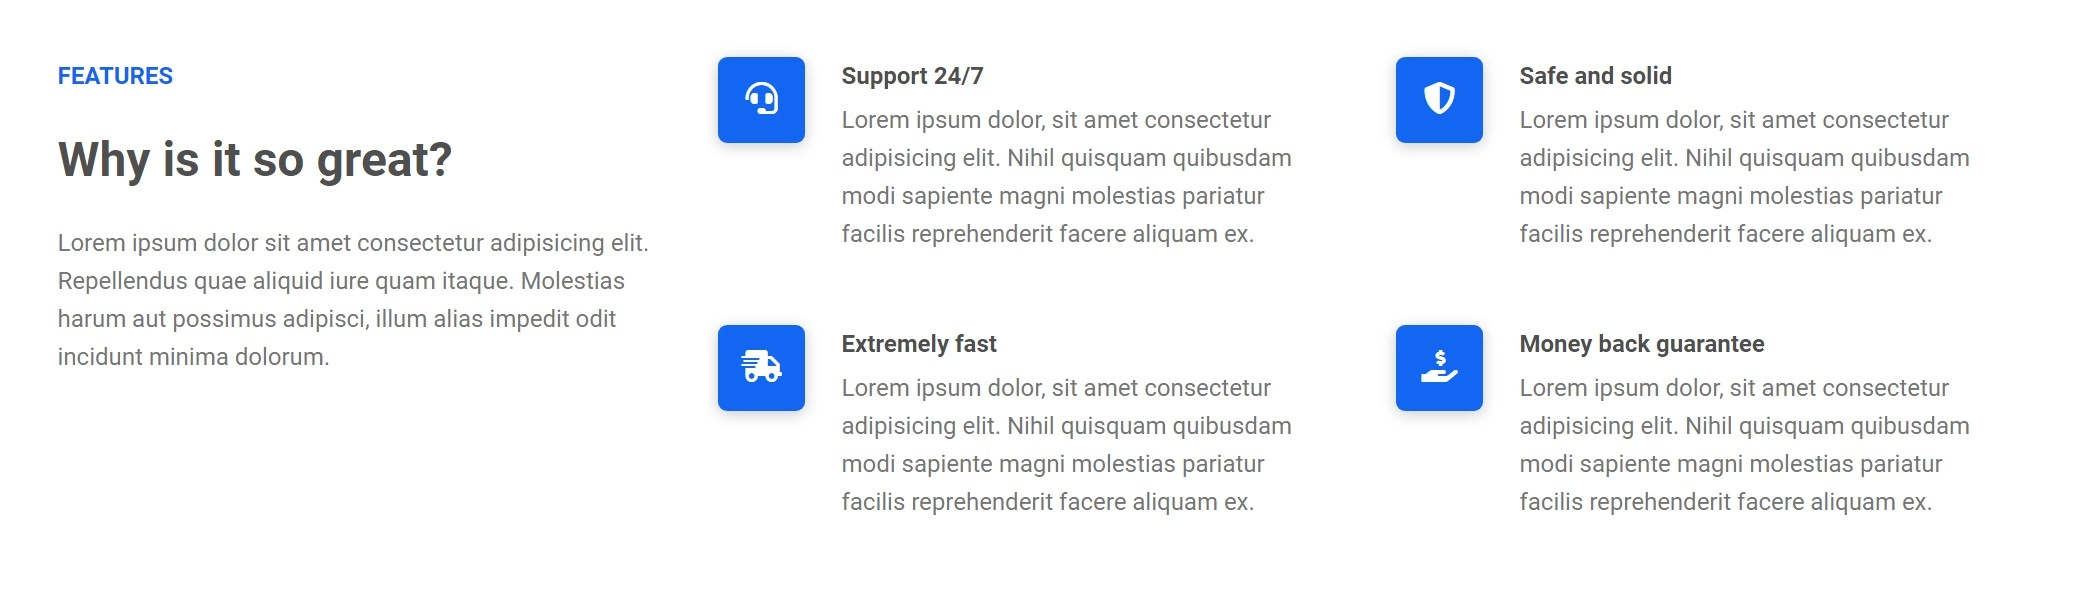 FEATURES
Why is it so great?
Lorem ipsum dolor sit amet consectetur adipisicing elit.
Repellendus quae aliquid iure quam itaque. Molestias
harum aut possimus adipisci, illum alias impedit odit
incidunt minima dolorum.
Support 24/7
Lorem ipsum dolor, sit amet consectetur
adipisicing elit. Nihil quisquam quibusdam
modi sapiente magni molestias pariatur
facilis reprehenderit facere aliquam ex.
Safe and solid
Lorem ipsum dolor, sit amet consectetur
adipisicing elit. Nihil quisquam quibusdam
modi sapiente magni molestias pariatur
facilis reprehenderit facere aliquam ex.
Extremely fast
Lorem ipsum dolor, sit amet consectetur
adipisicing elit. Nihil quisquam quibusdam
modi sapiente magni molestias pariatur
facilis reprehenderit facere aliquam ex.
Money back guarantee
Lorem ipsum dolor, sit amet consectetur
adipisicing elit. Nihil quisquam quibusdam
modi sapiente magni molestias pariatur
facilis reprehenderit facere aliquam ex.